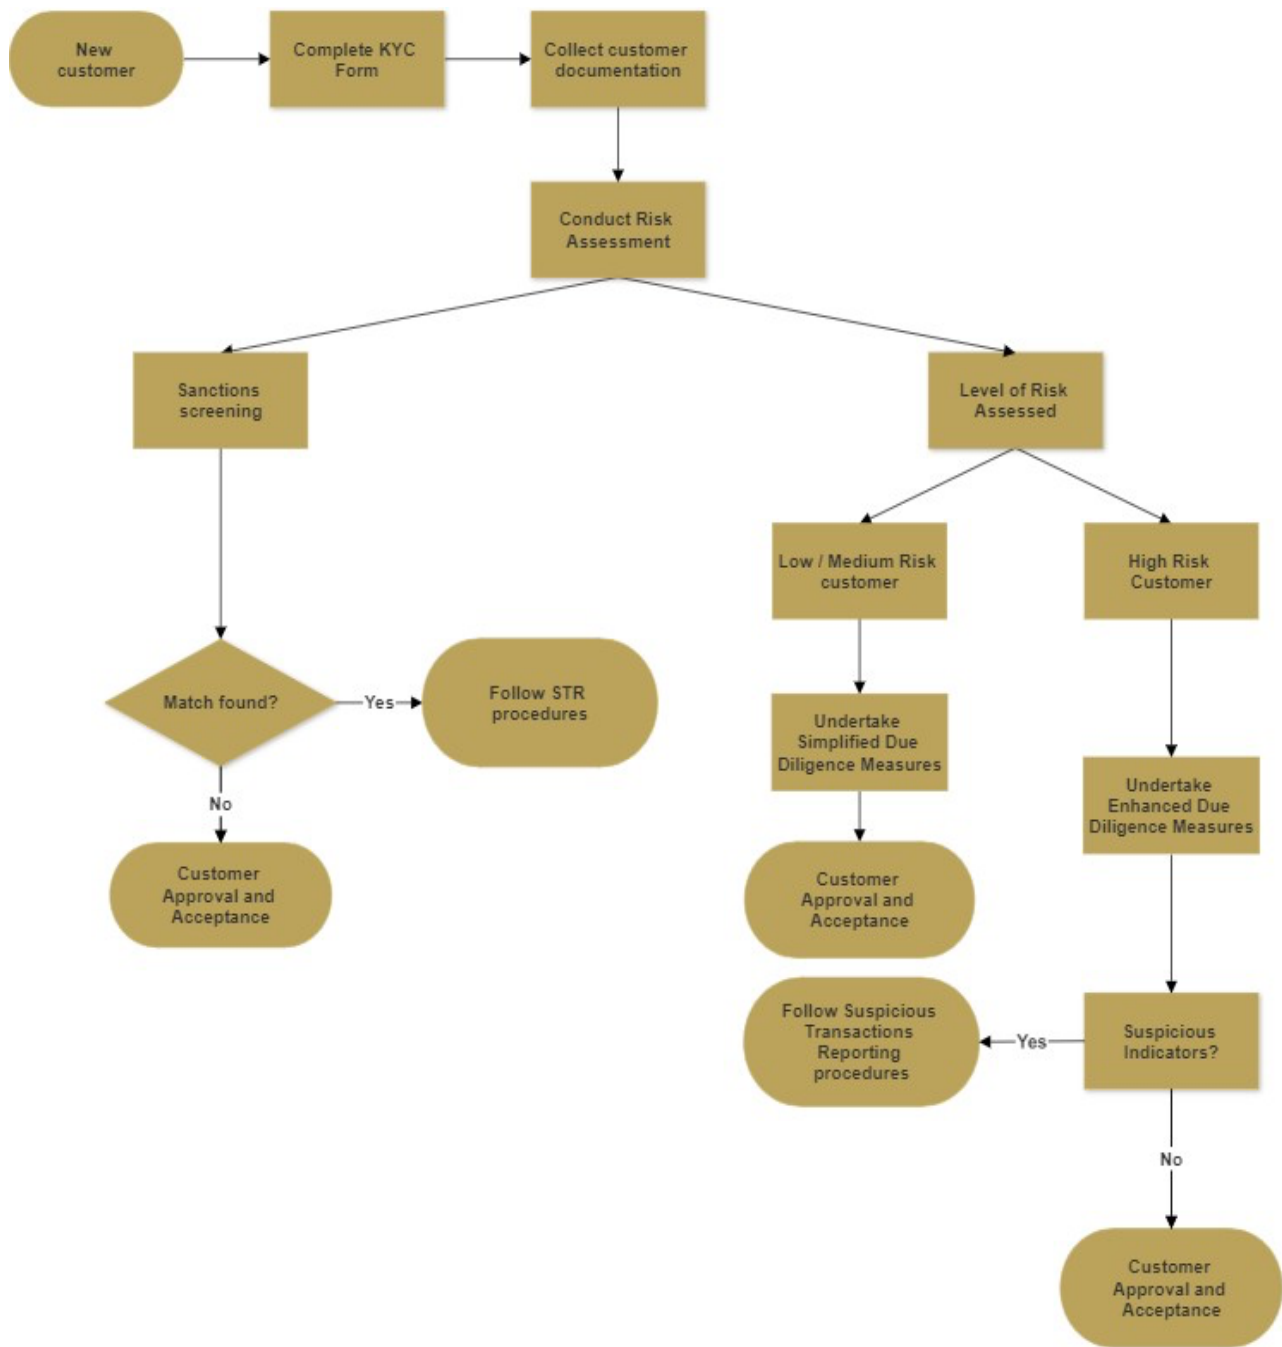 New
customer
Complete KYC
Form
Collect customer
documentation
Conduct Risk
Assessment
Sanctions
screening
Level of Risk
Assessed
Low / Medium Risk
customer
High Risk
Customer
Match found?
Yes
Follow STR
procedures
No
Customer
Approval and
Acceptance
Undertake
Simplified Due
Diligence Measures
Undertake
Enhanced Due
Diligence Measures
Customer
Approval and
Acceptance
Follow Suspicious
Transactions
Reporting
procedures
Yes
Suspicious
Indicators?
No
Customer
Approval and
Acceptance